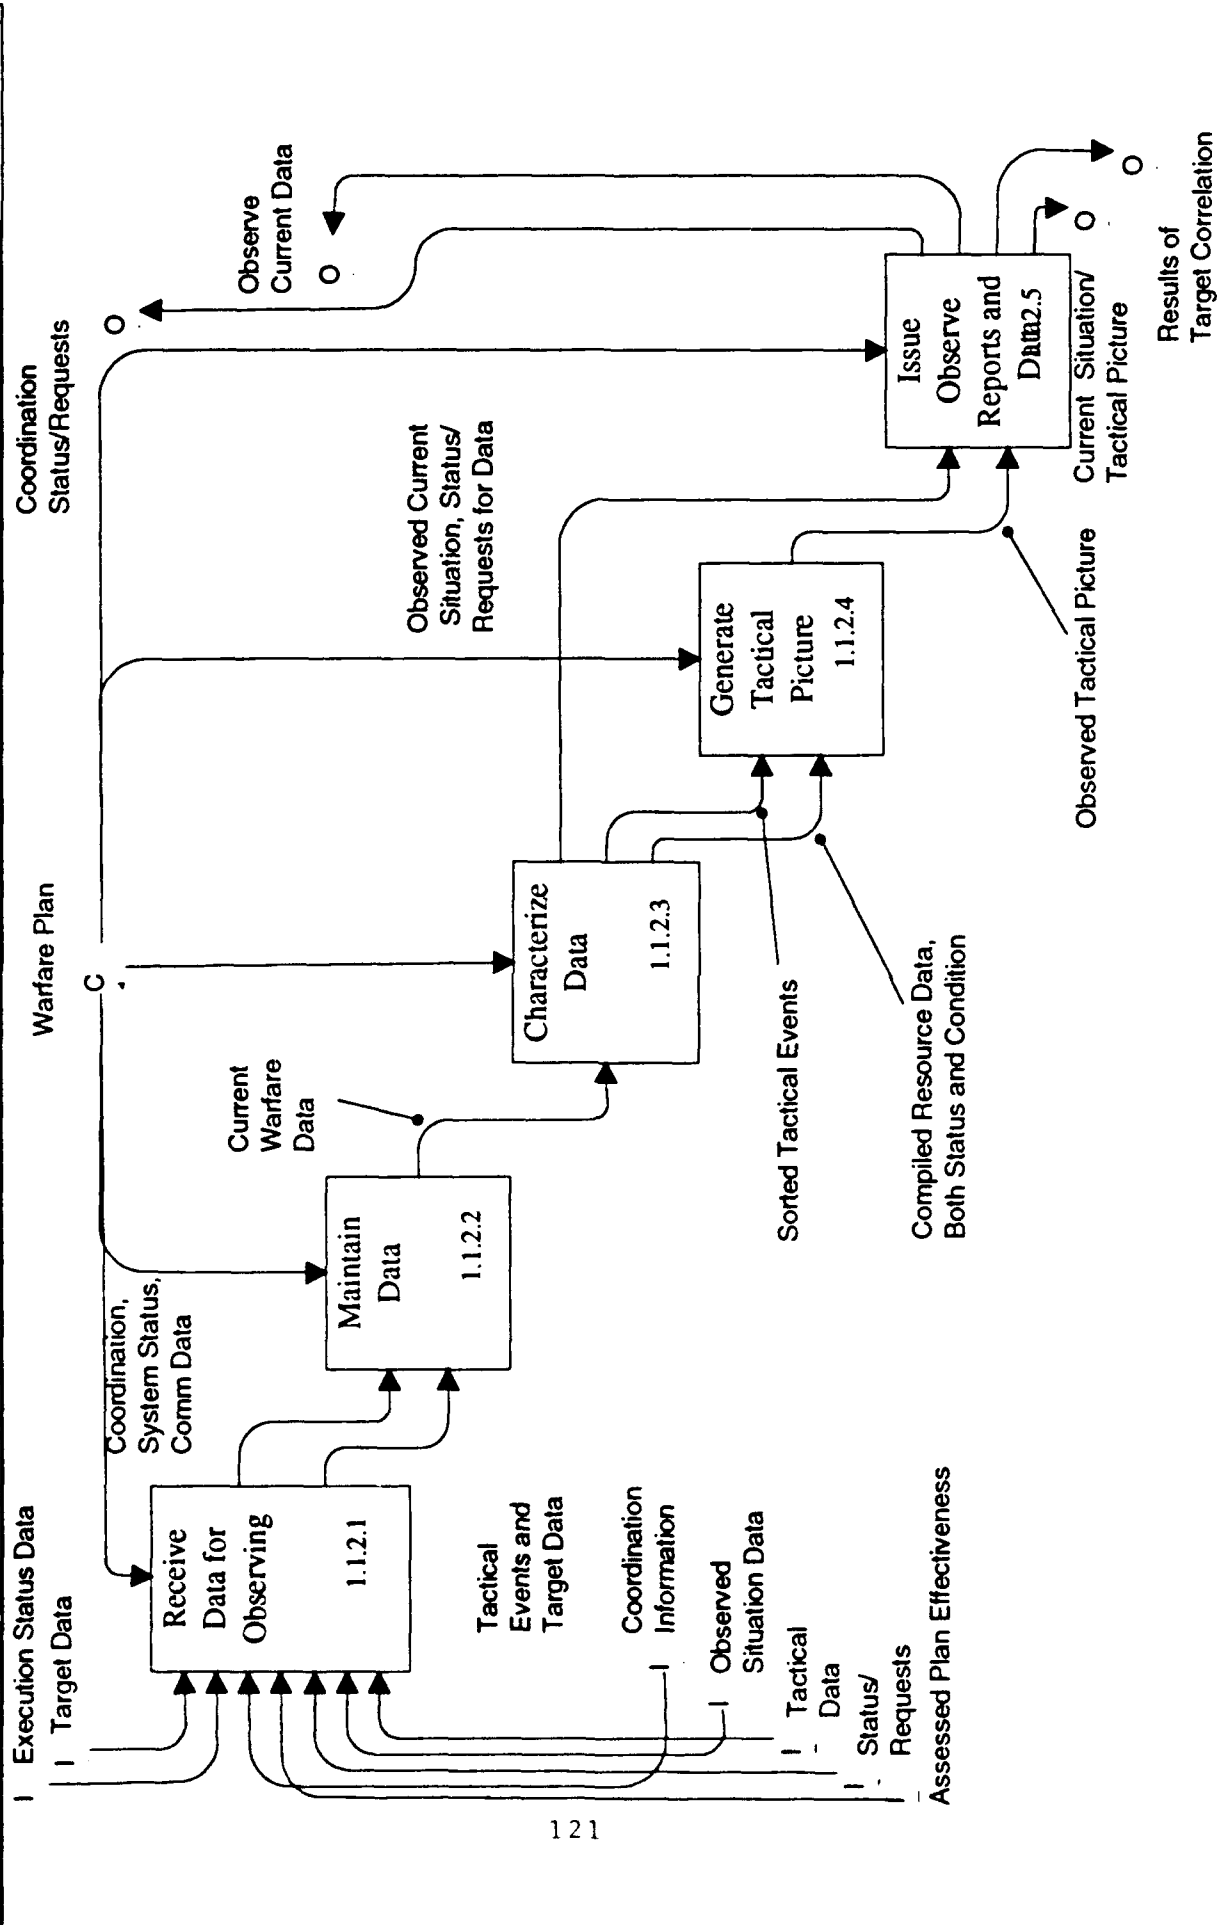 Execution Status Data
I
Target Data
I
Warfare Plan
C
Coordination
Status/Requests
O
Observe
Current Data
O
Coordination,
System Status,
Comm Data
Receive
Data for
Observing
1.1.2.1
Maintain
Data
1.1.2.2
Current
Warfare
Data
Characterize
Data
1.1.2.3
Observed Current
Situation, Status/
Requests for Data
Generate
Tactical
Picture
1.1.2.4
Issue
Observe
Reports and
Tactical
Events and
Target Data
Coordination
Information
I
Observed
Situation Data
I
Tactical
Data
I
Status/
Requests
I
Assessed Plan Effectiveness
I
Sorted Tactical Events
Compiled Resource Data,
Both Status and Condition
Observed Tactical Picture
Current Situation/
Tactical Picture
O
Results of
Target Correlation
O
121